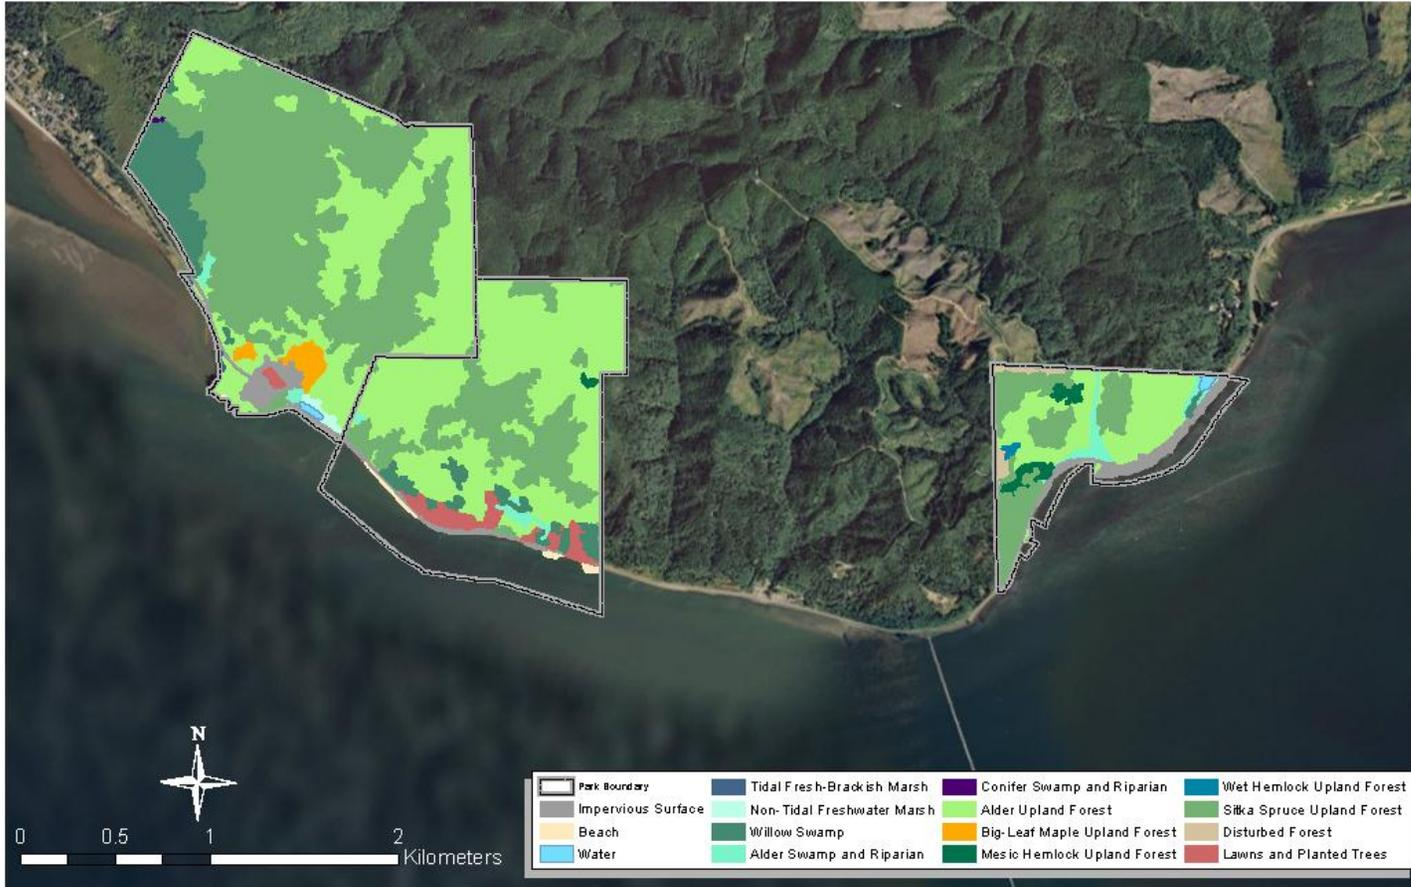 N
0 0.5 1 2
Kilometers
Park Boundary
Impervious Surface
Beach
Water
Tidal Fresh-Brackish Marsh
Non-Tidal Freshwater Marsh
Willow Swamp
Alder Swamp and Riparian
Conifer Swamp and Riparian
Alder Upland Forest
Big-Leaf Maple Upland Forest
Mesic Hemlock Upland Forest
Wet Hemlock Upland Forest
Sitka Spruce Upland Forest
Disturbed Forest
Lawns and Planted Trees